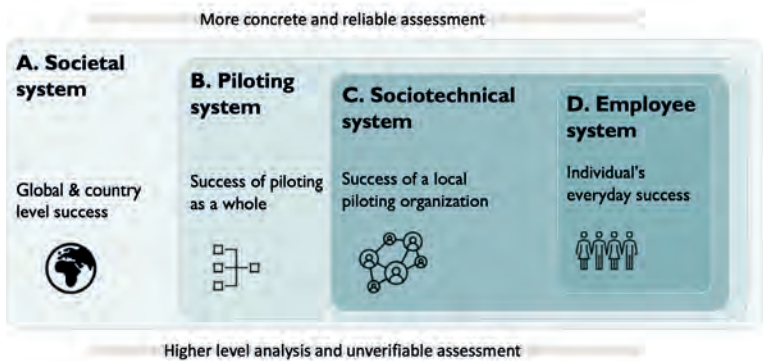 More concrete and reliable assessment
A. Societal
system
Global & country
level success
B. Piloting
system
Success of piloting
as a whole
C. Sociotechnical
system
Success of a local
piloting organization
D. Employee
system
Individual's
everyday success
Higher level analysis and unverifiable assessment